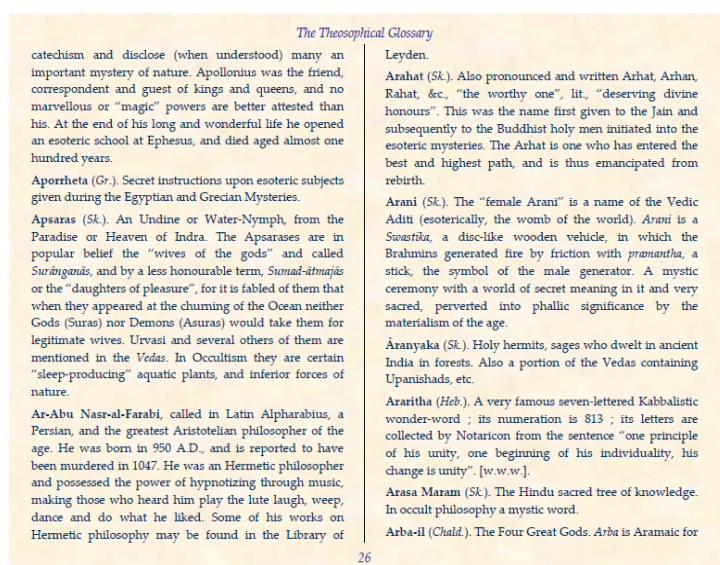 The Theosophical Glossary
catechism and disclose (when understood) many an
important mystery of nature. Apollonius was the friend,
correspondent and guest of kings and queens, and no
marvellous or “magic” powers are better attested than
his. At the end of his long and wonderful life he opened
an esoteric school at Ephesus, and died aged almost one
hundred years.
Aporrheta (Gr.). Secret instructions upon esoteric subjects
given during the Egyptian and Grecian Mysteries.
Apsaras (Sk.). An Undine or Water-Nymph, from the
Paradise or Heaven of Indra. The Apsarases are in
popular belief the “wives of the gods” and called
Surânganâs, and by a less honourable term, Sumad-âtmajâs
or the “daughters of pleasure”, for it is fabled of them that
when they appeared at the churning of the Ocean neither
Gods (Suras) nor Demons (Asuras) would take them for
legitimate wives. Urvasi and several others of them are
mentioned in the Vedas. In Occultism they are certain
“sleep-producing” aquatic plants, and inferior forces of
nature.
Ar-Abu Nasr-al-Farabi, called in Latin Alpharabius, a
Persian, and the greatest Aristotelian philosopher of the
age. He was born in 950 A.D., and is reported to have
been murdered in 1047. He was an Hermetic philosopher
and possessed the power of hypnotizing through music,
making those who heard him play the lute laugh, weep,
dance and do what he liked. Some of his works on
Hermetic philosophy may be found in the Library of
Leyden.
Arahat (Sk.). Also pronounced and written Arhat, Arhan,
Rahat, &c., “the worthy one”, lit., “deserving divine
honours”. This was the name first given to the Jain and
subsequently to the Buddhist holy men initiated into the
esoteric mysteries. The Arhat is one who has entered the
best and highest path, and is thus emancipated from
rebirth.
Arani (Sk.). The “female Arani” is a name of the Vedic
Aditi (esoterically, the womb of the world). Arani is a
Swastika, a disc-like wooden vehicle, in which the
Brahmins generated fire by friction with pramantha, a
stick, the symbol of the male generator. A mystic
ceremony with a world of secret meaning in it and very
sacred, perverted into phallic significance by the
materialism of the age.
Âranyaka (Sk.). Holy hermits, sages who dwelt in ancient
India in forests. Also a portion of the Vedas containing
Upanishads, etc.
Araritha (Heb.). A very famous seven-lettered Kabbalistic
wonder-word ; its numeration is 813 ; its letters are
collected by Notaricon from the sentence “one principle
of his unity, one beginning of his individuality, his
change is unity”. [w.w.w.].
Arasa Maram (Sk.). The Hindu sacred tree of knowledge.
In occult philosophy a mystic word.
Arba-il (Chald.). The Four Great Gods. Arba is Aramaic for
26